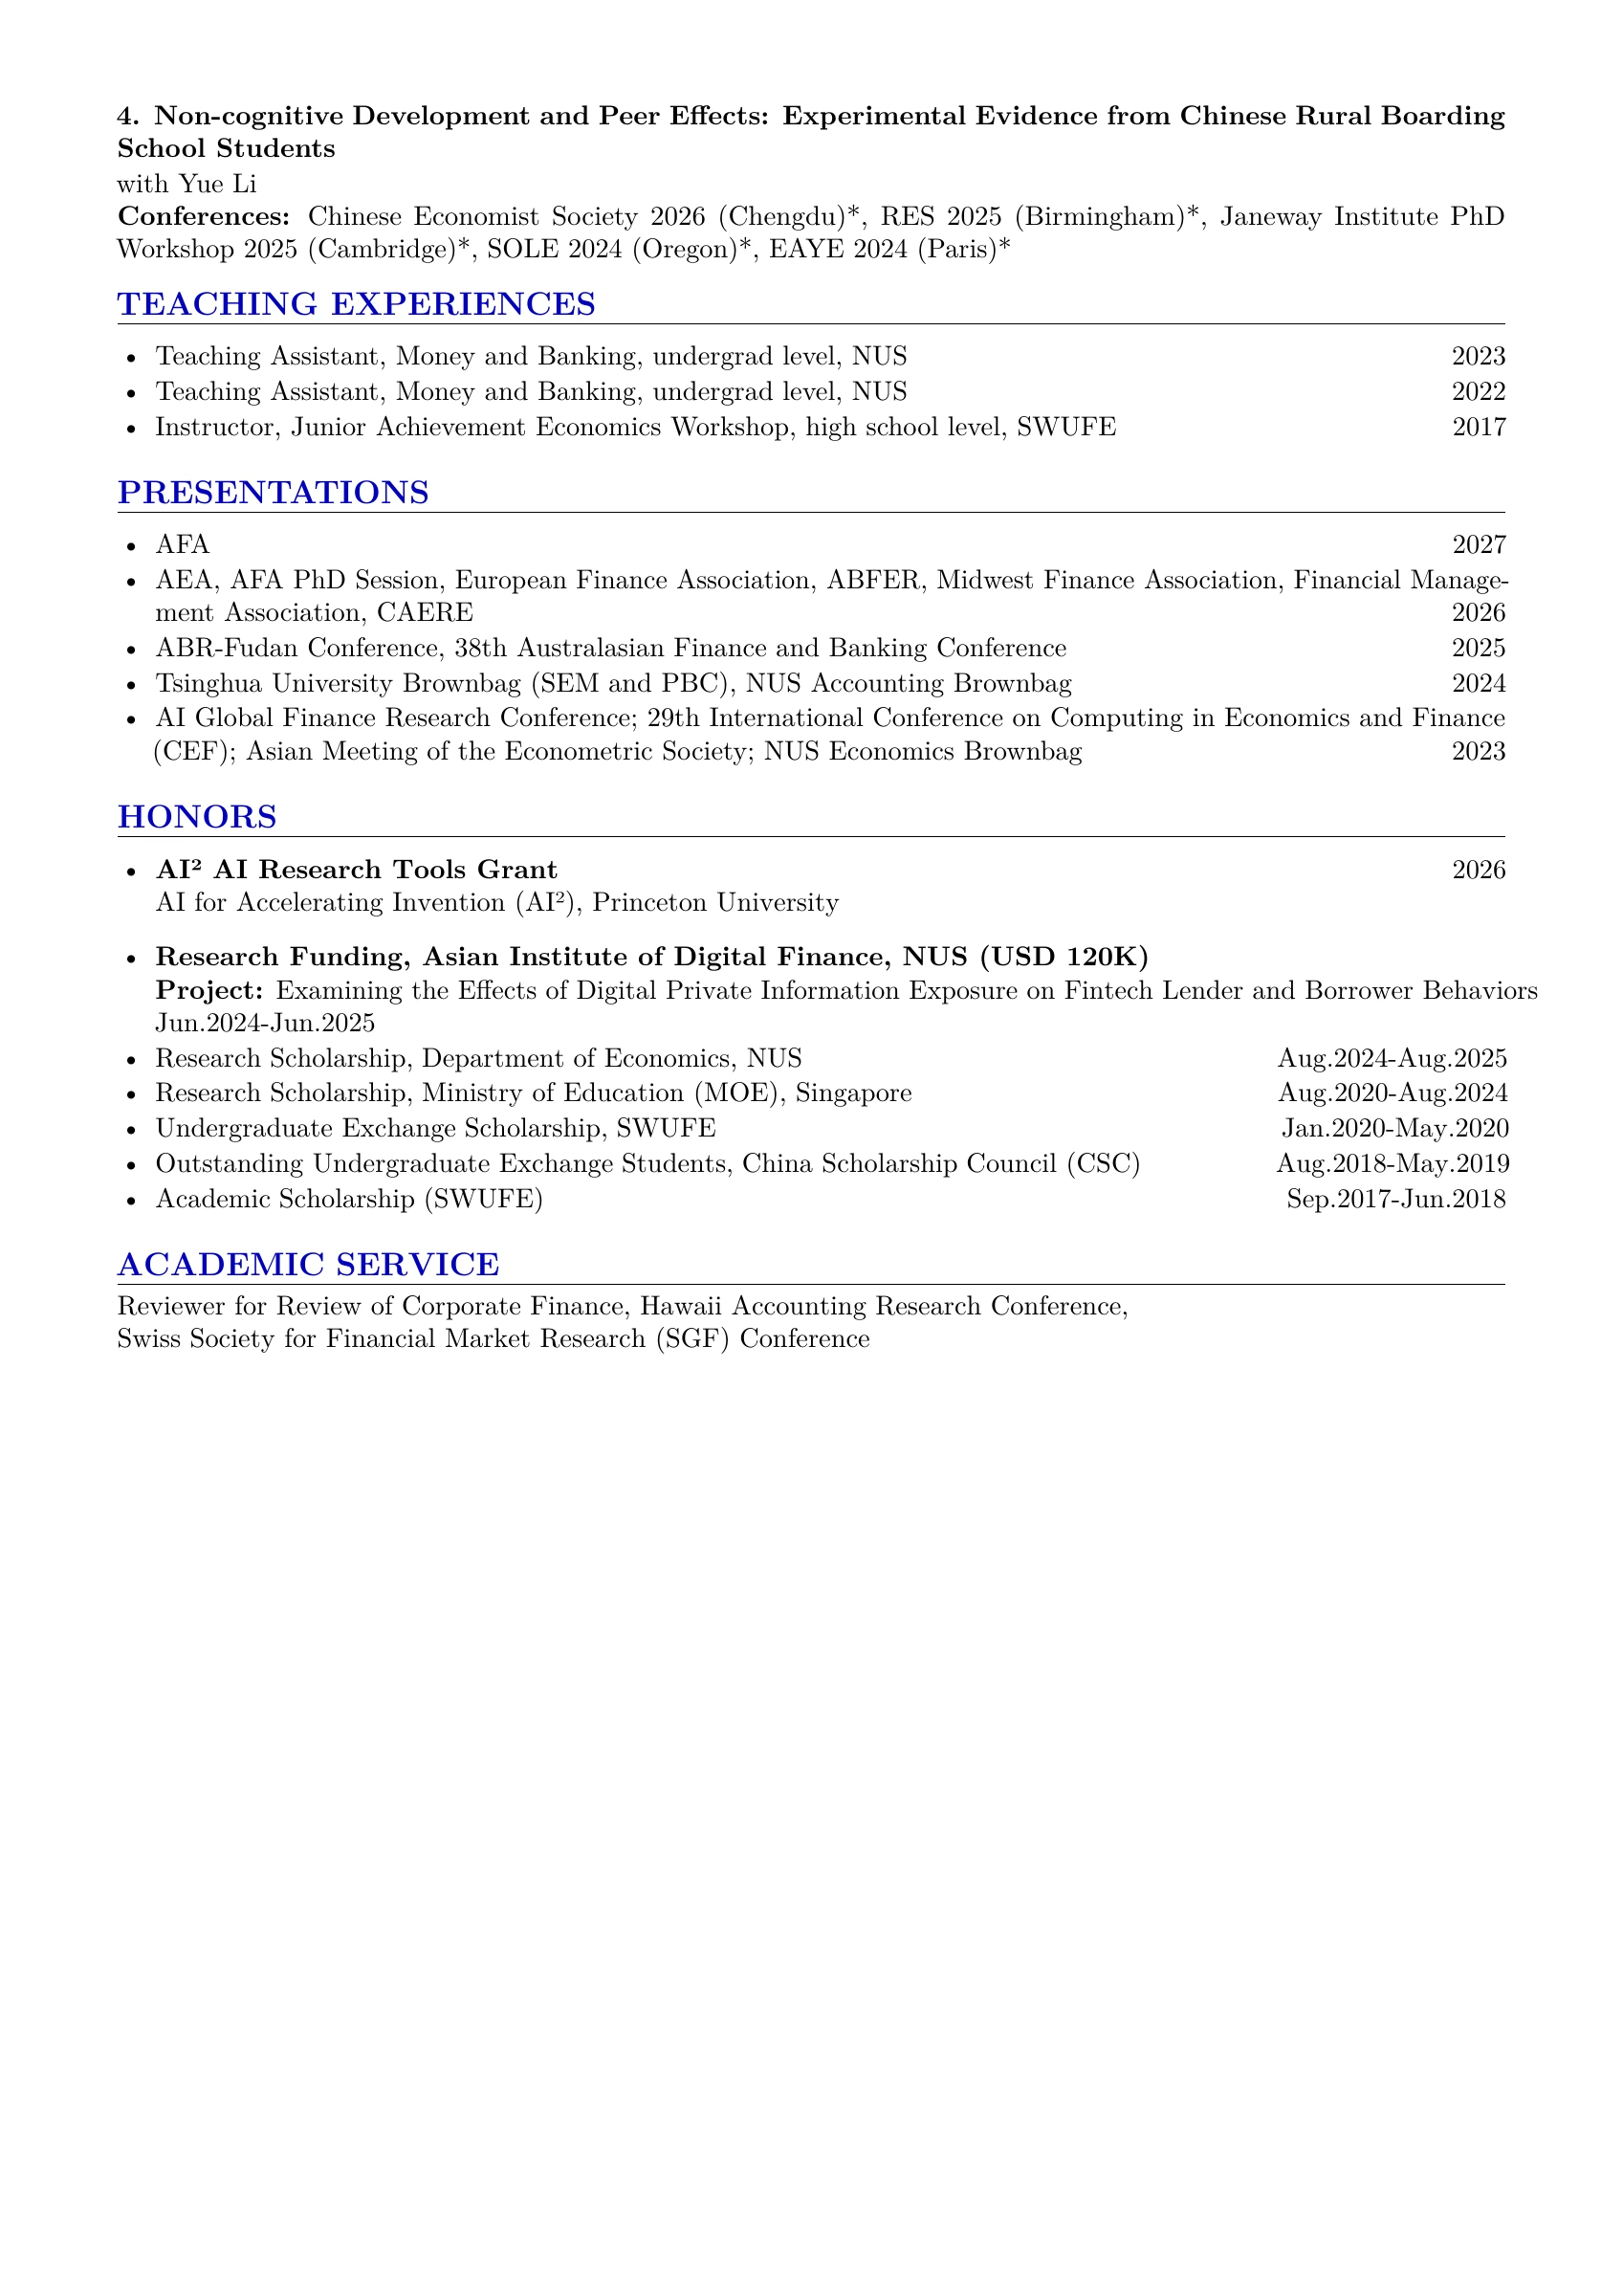 4. Non-cognitive Development and Peer Effects: Experimental Evidence from Chinese Rural Boarding
School Students
with Yue Li
Conferences: Chinese Economist Society 2026 (Chengdu)*, RES 2025 (Birmingham)*, Janeway Institute PhD
Workshop 2025 (Cambridge)*, SOLE 2024 (Oregon)*, EAYE 2024 (Paris)*
TEACHING EXPERIENCES
• Teaching Assistant, Money and Banking, undergrad level, NUS 2023
• Teaching Assistant, Money and Banking, undergrad level, NUS 2022
• Instructor, Junior Achievement Economics Workshop, high school level, SWUFE 2017
PRESENTATIONS
• AFA 2027
• AEA, AFA PhD Session, European Finance Association, ABFER, Midwest Finance Association, Financial Manage-
ment Association, CAERE 2026
• ABR-Fudan Conference, 38th Australasian Finance and Banking Conference 2025
• Tsinghua University Brownbag (SEM and PBC), NUS Accounting Brownbag 2024
• AI Global Finance Research Conference; 29th International Conference on Computing in Economics and Finance
(CEF); Asian Meeting of the Econometric Society; NUS Economics Brownbag 2023
HONORS
• AI² AI Research Tools Grant 2026
AI for Accelerating Invention (AI²), Princeton University
• Research Funding, Asian Institute of Digital Finance, NUS (USD 120K)
Project: Examining the Effects of Digital Private Information Exposure on Fintech Lender and Borrower Behaviors
Jun.2024-Jun.2025
• Research Scholarship, Department of Economics, NUS Aug.2024-Aug.2025
• Research Scholarship, Ministry of Education (MOE), Singapore Aug.2020-Aug.2024
• Undergraduate Exchange Scholarship, SWUFE Jan.2020-May.2020
• Outstanding Undergraduate Exchange Students, China Scholarship Council (CSC) Aug.2018-May.2019
• Academic Scholarship (SWUFE) Sep.2017-Jun.2018
ACADEMIC SERVICE
Reviewer for Review of Corporate Finance, Hawaii Accounting Research Conference,
Swiss Society for Financial Market Research (SGF) Conference